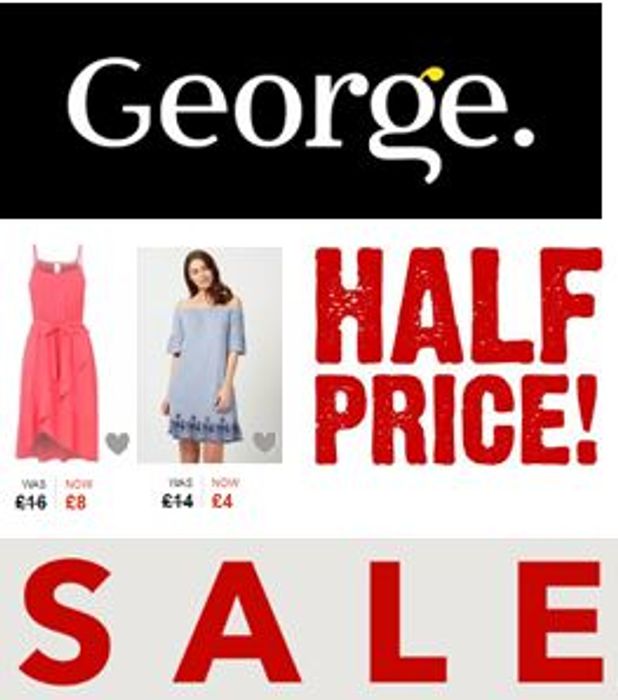 George.
HALF
PRICE!
WAS NOW WAS NOW
£16 £8 £14 £4
SALE